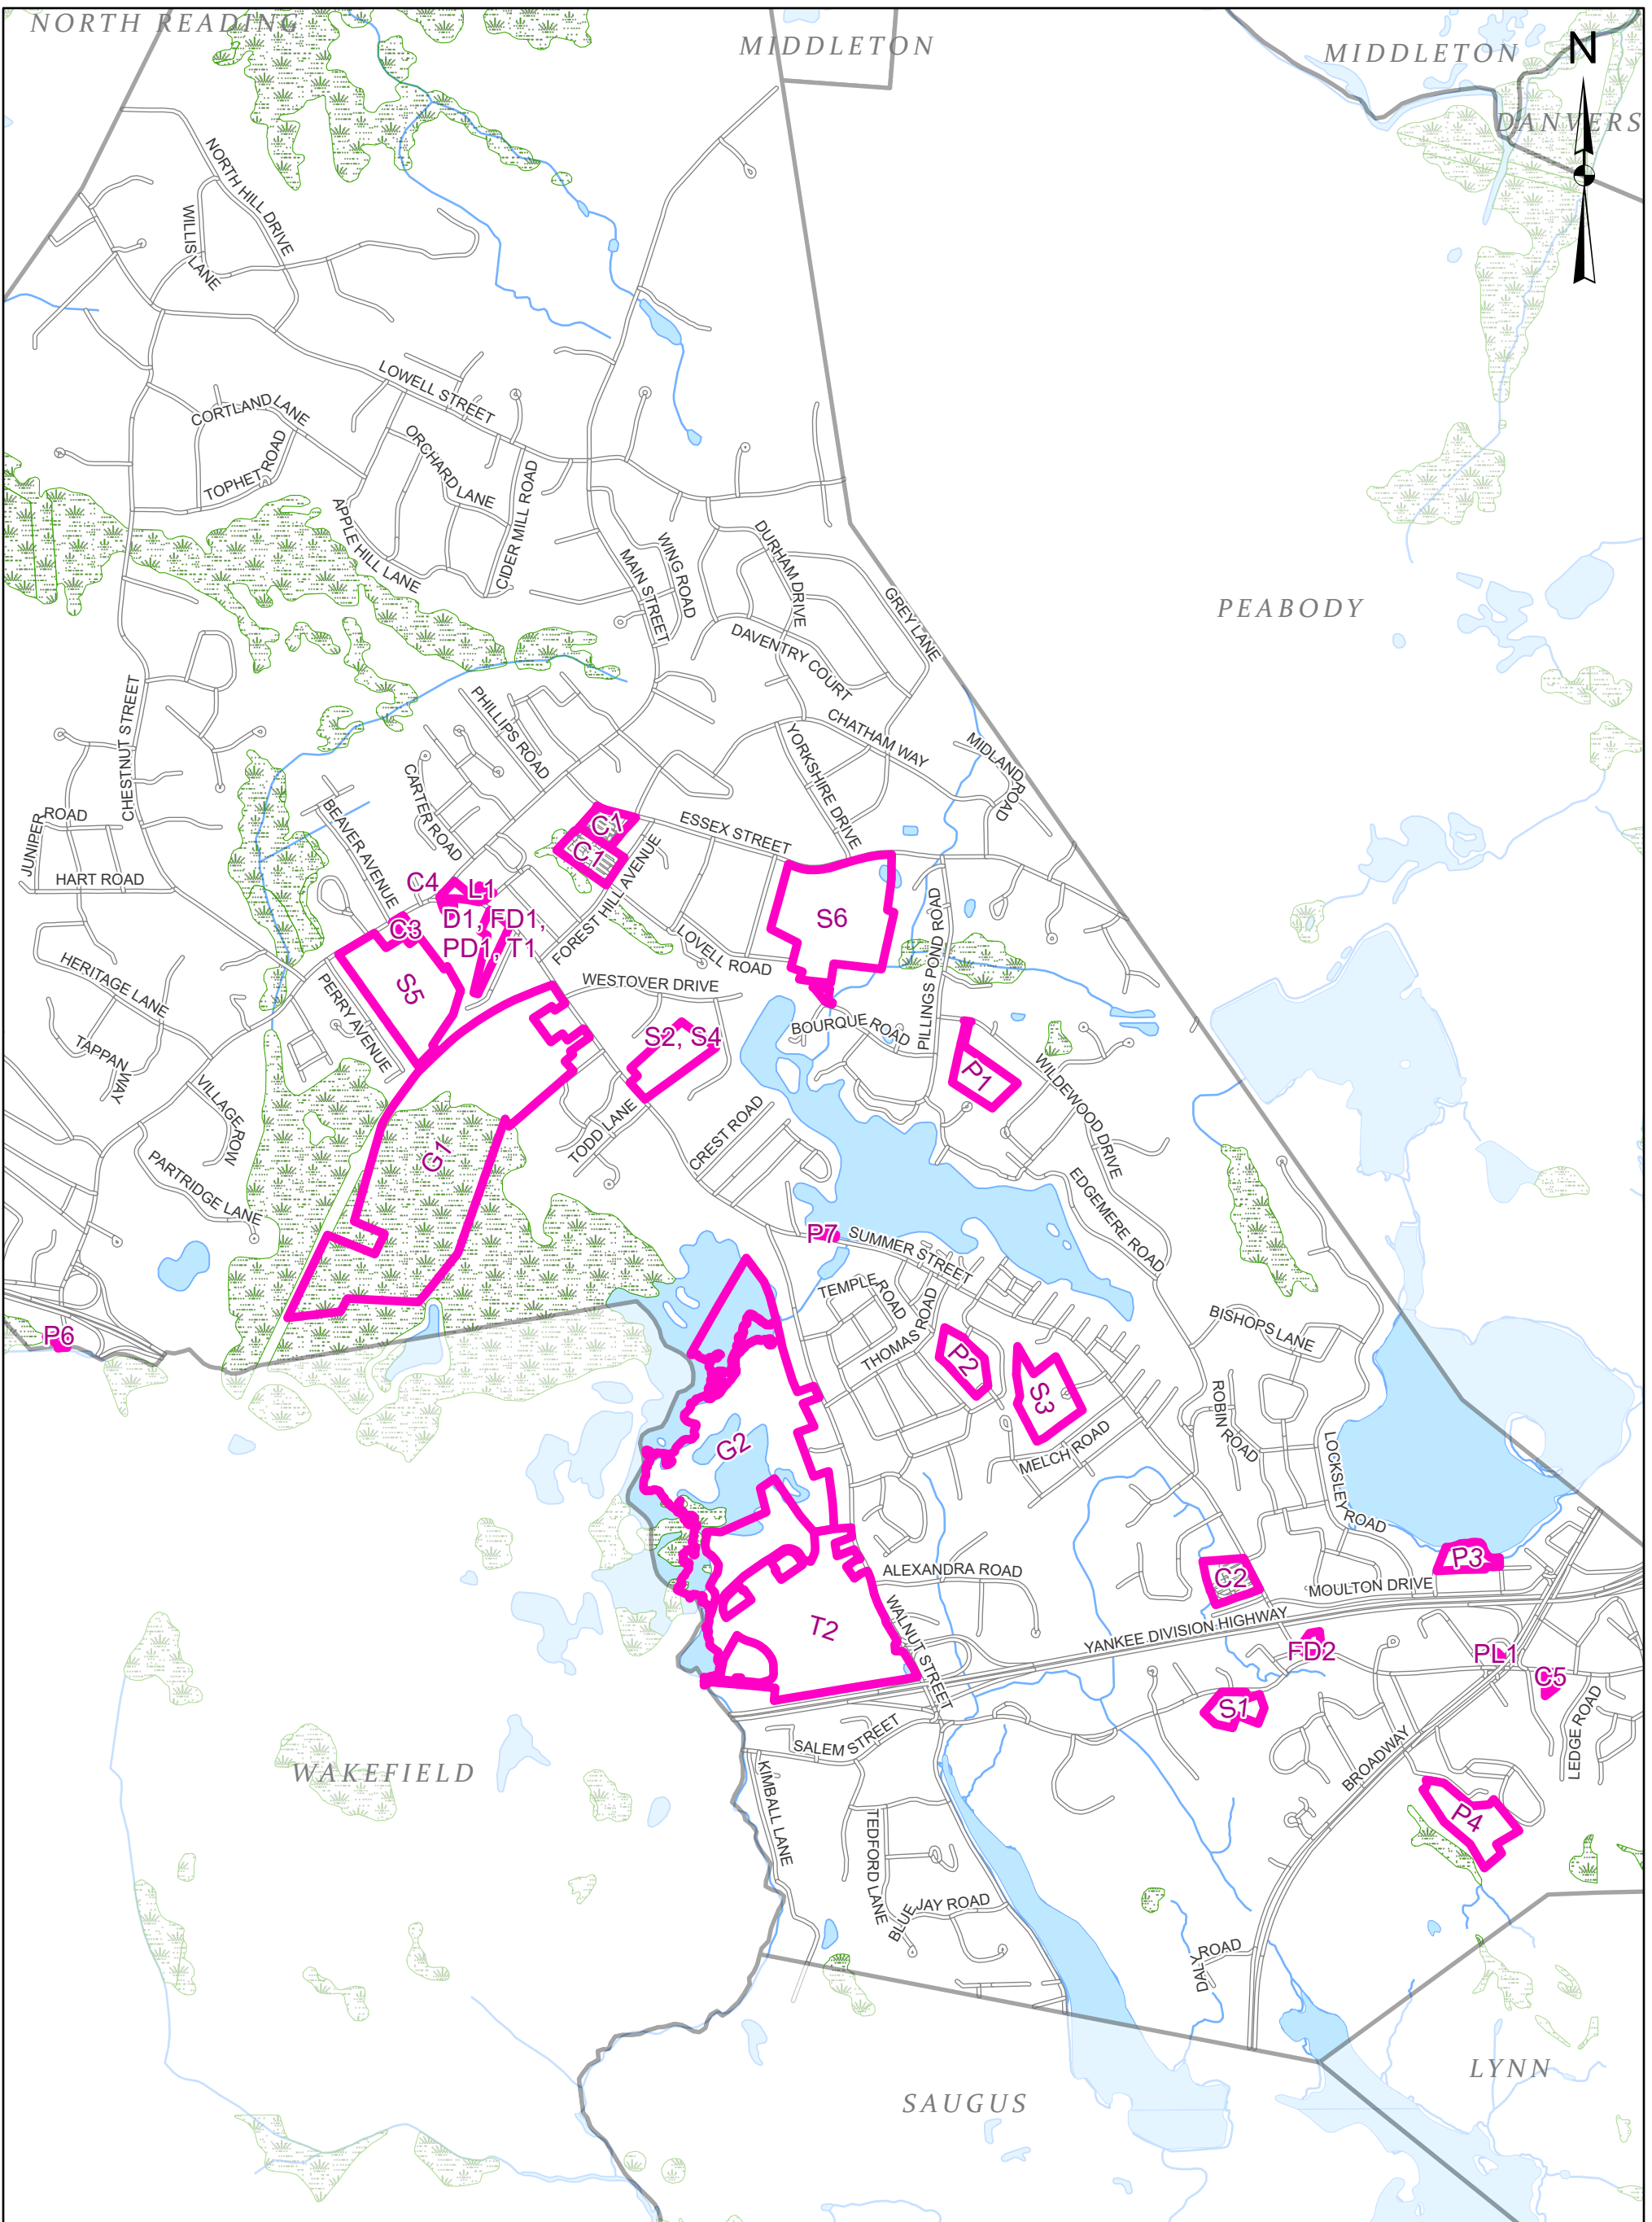 NORTH READING
MIDDLETON
MIDDLETON
N
DANVERS
NORTH HILL DRIVE
WILLIS LANE
LOWELL STREET
CORTLAND LANE
ORCHARD LANE
TOPHET ROAD
CIDER MILL ROAD
APPLE HILL LANE
WING ROAD
MAIN STREET
DURHAM DRIVE
GREY LANE
PEABODY
DAVENTRY COURT
CHESTNUT STREET
PHILLIPS ROAD
CHATHAM WAY
YORKSHIRE DRIVE
MIDLAND ROAD
CARTER ROAD
BEAVER AVENUE
JUNIPER ROAD
ESSEX STREET
C7
C1
HART ROAD
C4
L1
FOREST HILL AVENUE
D1, FD1,
PD1, T1
C3
S6
PILLINGS POND ROAD
LOVELL ROAD
HERITAGE LANE
S5
PERRY AVENUE
WESTOVER DRIVE
BOURQUE ROAD
S2, S4
TAPPAN WAY
P1
WILDEWOOD DRIVE
VILLAGE ROW
TODD LANE
CREST ROAD
G1
PARTRIDGE LANE
EDGEMERE ROAD
P7
SUMMER STREET
TEMPLE ROAD
THOMAS ROAD
BISHOPS LANE
P6
P2
S3
ROBIN ROAD
MELCH ROAD
G2
LOCKSLEY ROAD
P3
ALEXANDRA ROAD
C2
MOULTON DRIVE
T2
WALNUT STREET
YANKEE DIVISION HIGHWAY
FD2
PL1
C5
S1
LEDGE ROAD
SALEM STREET
BROADWAY
WAKEFIELD
KIMBALL LANE
P4
TEDFORD LANE
BLUE JAY ROAD
DALY ROAD
LYNN
SAUGUS